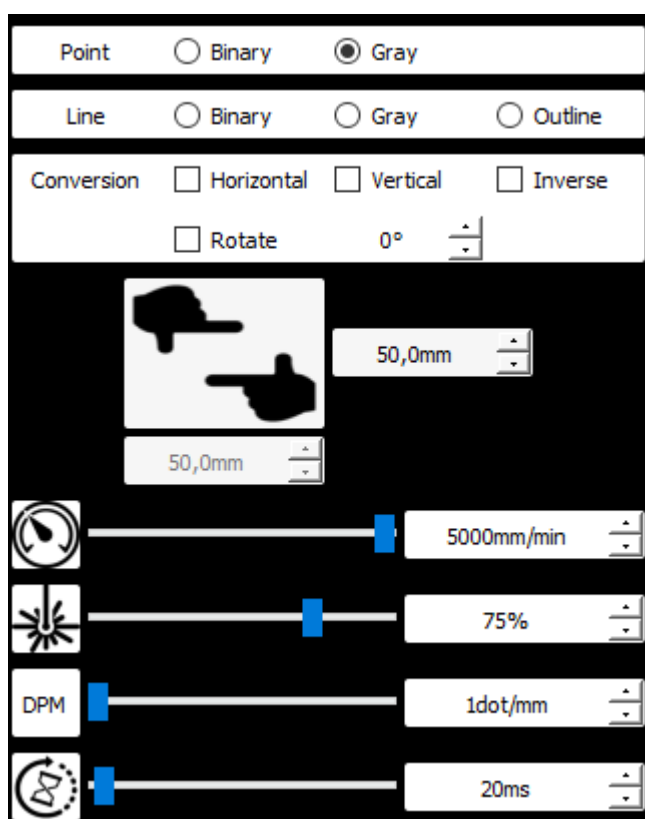 Point Binary Gray
Line Binary Gray Outline
Conversion Horizontal Vertical Inverse
Rotate 0°
50,0mm
50,0mm
5000mm/min
75%
DPM 1dot/mm
20ms